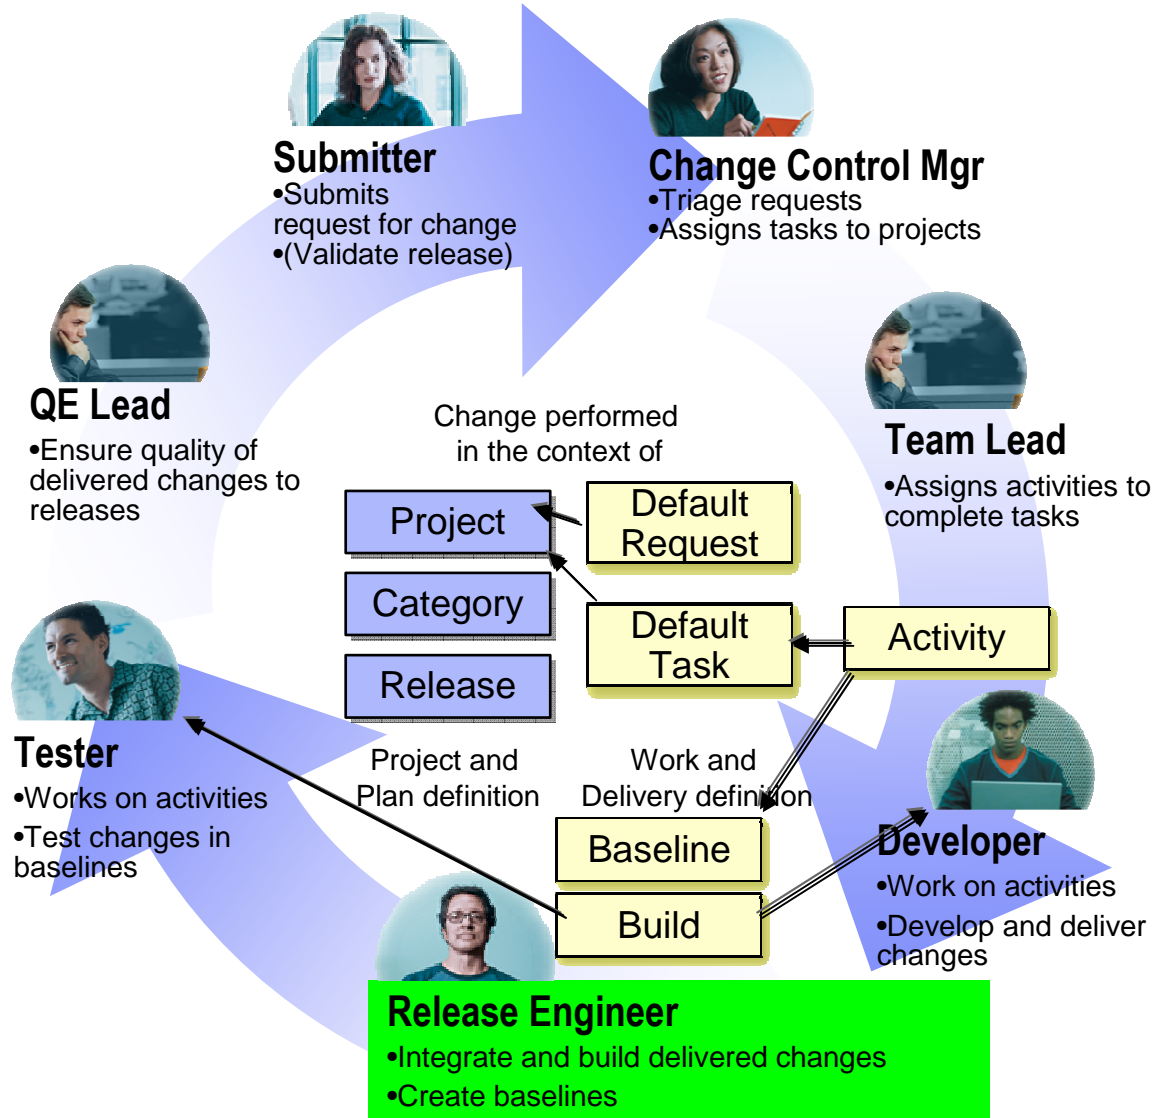 Submitter
•Submits
request for change
•(Validate release)
Change Control Mgr
•Triage requests
•Assigns tasks to projects
QE Lead
•Ensure quality of
delivered changes to
releases
Team Lead
•Assigns activities to
complete tasks
Change performed
in the context of
Project
Category
Release
Default
Request
Default
Task
Activity
Project and
Plan definition
Work and
Delivery definition
Baseline
Build
Tester
•Works on activities
•Test changes in
baselines
Developer
•Work on activities
•Develop and deliver
changes
Release Engineer
•Integrate and build delivered changes
•Create baselines